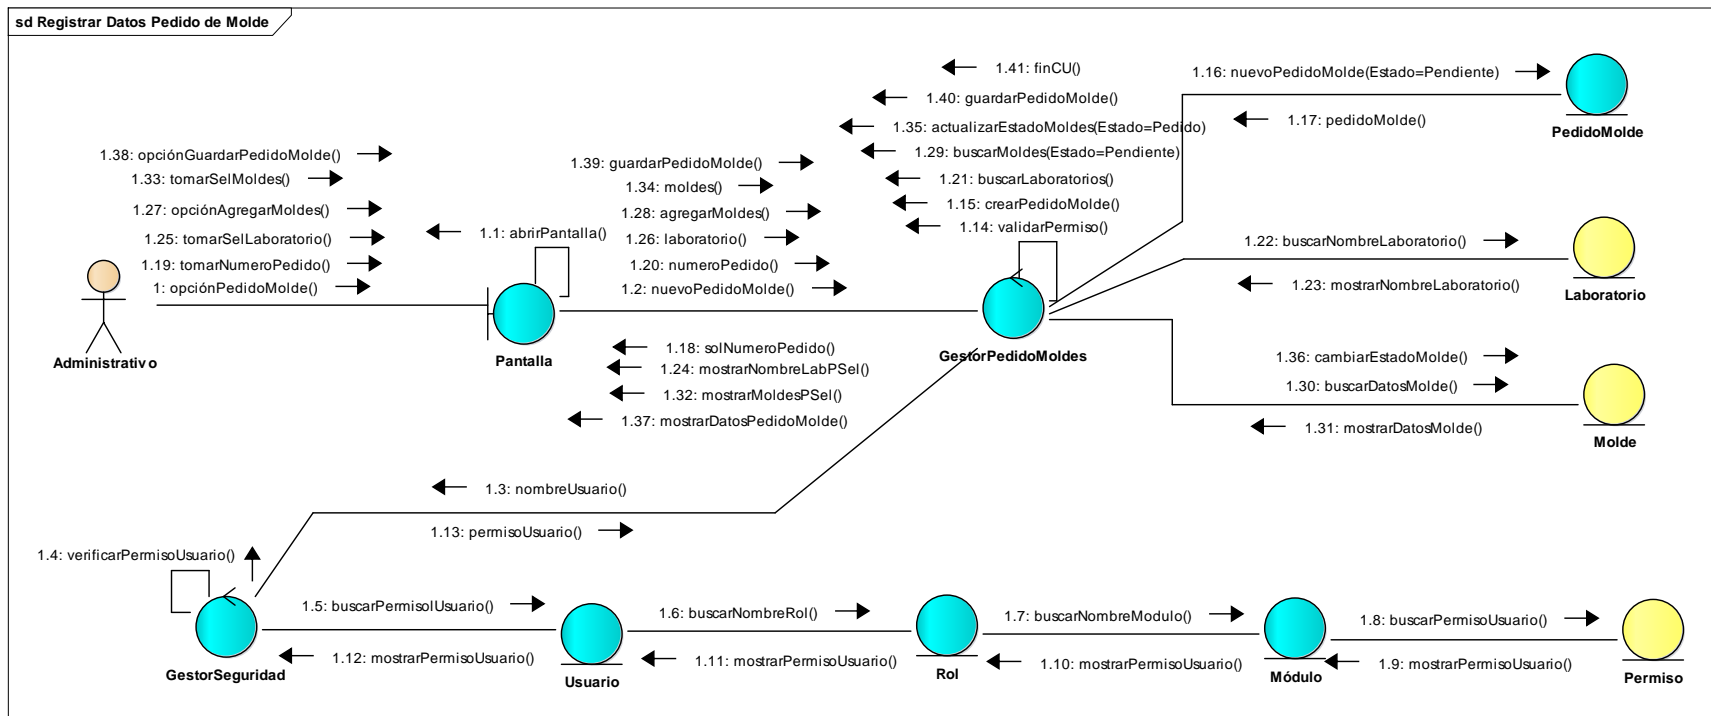 sd Registrar Datos Pedido de Molde
1.41: finCU()
1.40: guardarPedidoMolde()
1.35: actualizarEstadoMoldes(Estado=Pedido)
1.29: buscarMoldes(Estado=Pendiente)
1.21: buscarLaboratorios()
1.15: crearPedidoMolde()
1.14: validarPermiso()
1.16: nuevoPedidoMolde(Estado=Pendiente)
1.17: pedidoMolde()
PedidoMolde
1.38: opciónGuardarPedidoMolde()
1.33: tomarSelMoldes()
1.27: opciónAgregarMoldes()
1.25: tomarSelLaboratorio()
1.19: tomarNumeroPedido()
1: opciónPedidoMolde()
1.1: abrirPantalla()
1.39: guardarPedidoMolde()
1.34: moldes()
1.28: agregarMoldes()
1.26: laboratorio()
1.20: numeroPedido()
1.2: nuevoPedidoMolde()
1.22: buscarNombreLaboratorio()
1.23: mostrarNombreLaboratorio()
Laboratorio
Administrativo
Pantalla
GestorPedidoMoldes
1.18: solNumeroPedido()
1.24: mostrarNombreLabPSel()
1.32: mostrarMoldesPSel()
1.37: mostrarDatosPedidoMolde()
1.36: cambiarEstadoMolde()
1.30: buscarDatosMolde()
1.31: mostrarDatosMolde()
Molde
1.3: nombreUsuario()
1.13: permisoUsuario()
1.4: verificarPermisoUsuario()
1.5: buscarPermisolUsuario()
1.6: buscarNombreRol()
1.7: buscarNombreModulo()
1.8: buscarPermisoUsuario()
1.12: mostrarPermisoUsuario()
1.11: mostrarPermisoUsuario()
1.10: mostrarPermisoUsuario()
1.9: mostrarPermisoUsuario()
GestorSeguridad
Usuario
Rol
Módulo
Permiso